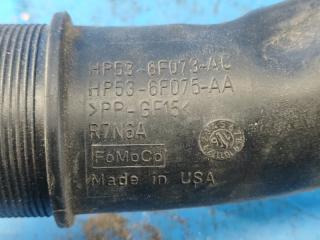 HP53-6F073-AC
HP53-6F075-AA
>PP-GF15<
R7N6A
FoMoCo
Made in USA